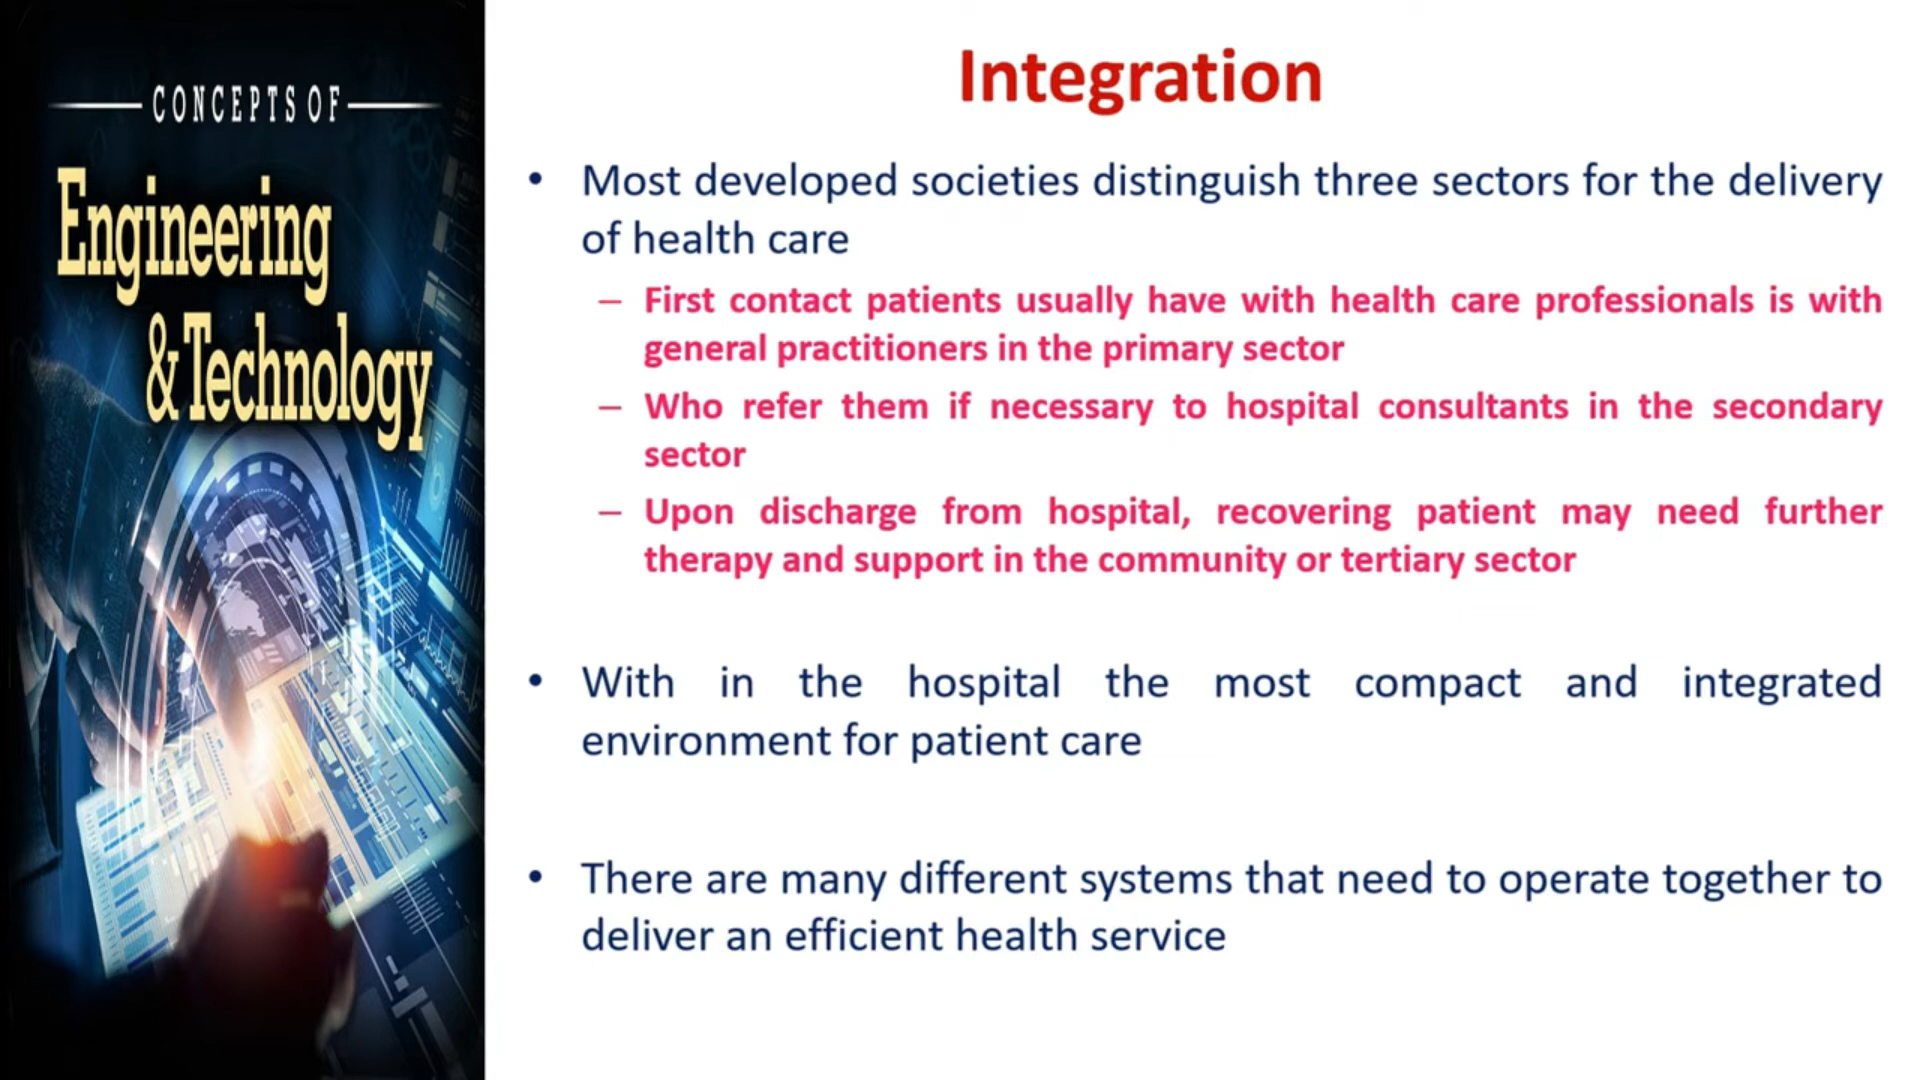 CONCEPTS OF
Engineering
& Technology
Integration
• Most developed societies distinguish three sectors for the delivery
of health care
– First contact patients usually have with health care professionals is with
general practitioners in the primary sector
– Who refer them if necessary to hospital consultants in the secondary
sector
– Upon discharge from hospital, recovering patient may need further
therapy and support in the community or tertiary sector
• With in the hospital the most compact and integrated
environment for patient care
• There are many different systems that need to operate together to
deliver an efficient health service